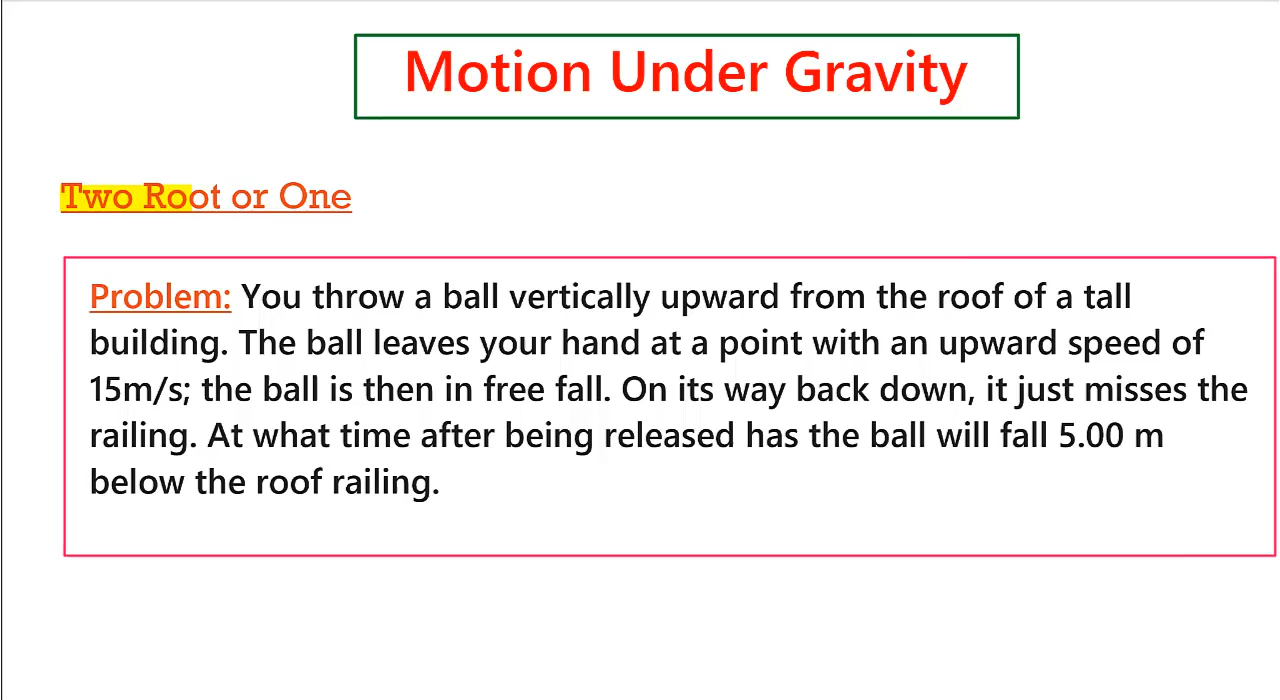 Motion Under Gravity
Two Root or One
Problem: You throw a ball vertically upward from the roof of a tall
building. The ball leaves your hand at a point with an upward speed of
15m/s; the ball is then in free fall. On its way back down, it just misses the
railing. At what time after being released has the ball will fall 5.00 m
below the roof railing.